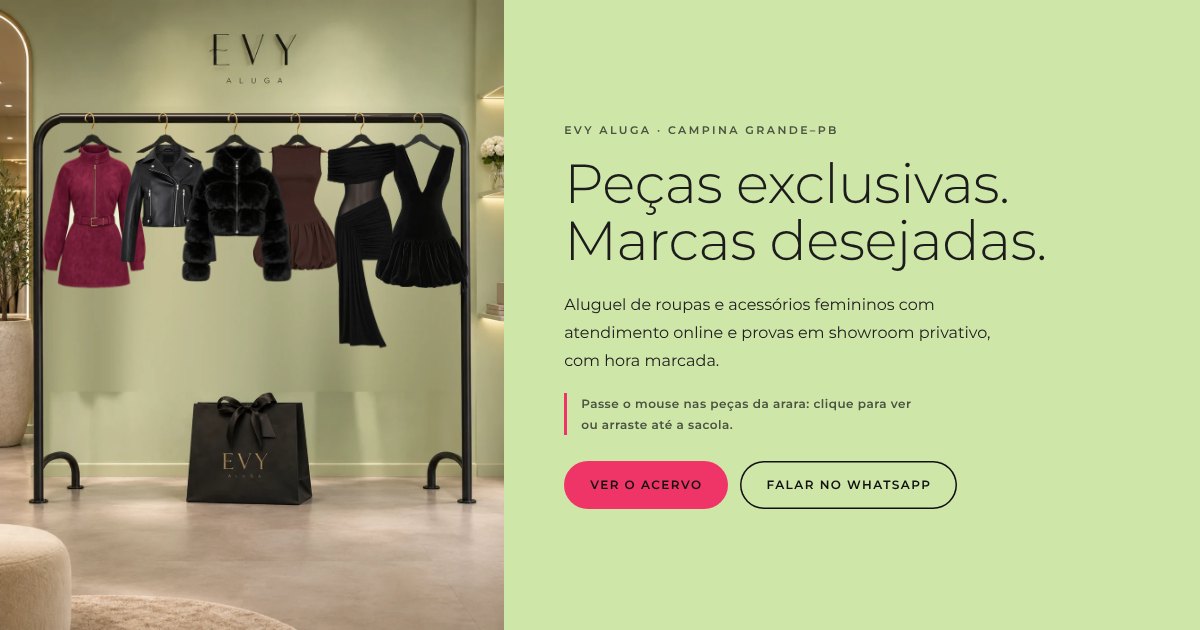 EVY
ALUGA
EVY
ALUGA
EVY ALUGA · CAMPINA GRANDE–PB
Peças exclusivas.
Marcas desejadas.
Aluguel de roupas e acessórios femininos com
atendimento online e provas em showroom privativo,
com hora marcada.
Passe o mouse nas peças da arara: clique para ver
ou arraste até a sacola.
VER O ACERVO
FALAR NO WHATSAPP